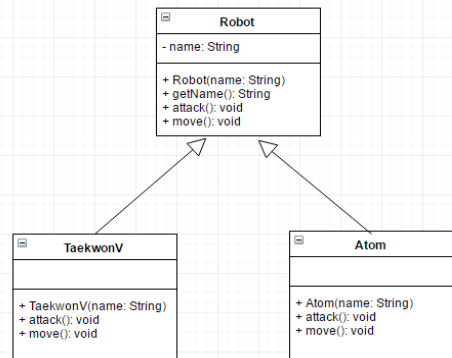 Robot
- name: String
+ Robot(name: String)
+ getName(): String
+ attack(): void
+ move(): void
TaekwonV
+ TaekwonV(name: String)
+ attack(): void
+ move(): void
Atom
+ Atom(name: String)
+ attack(): void
+ move(): void